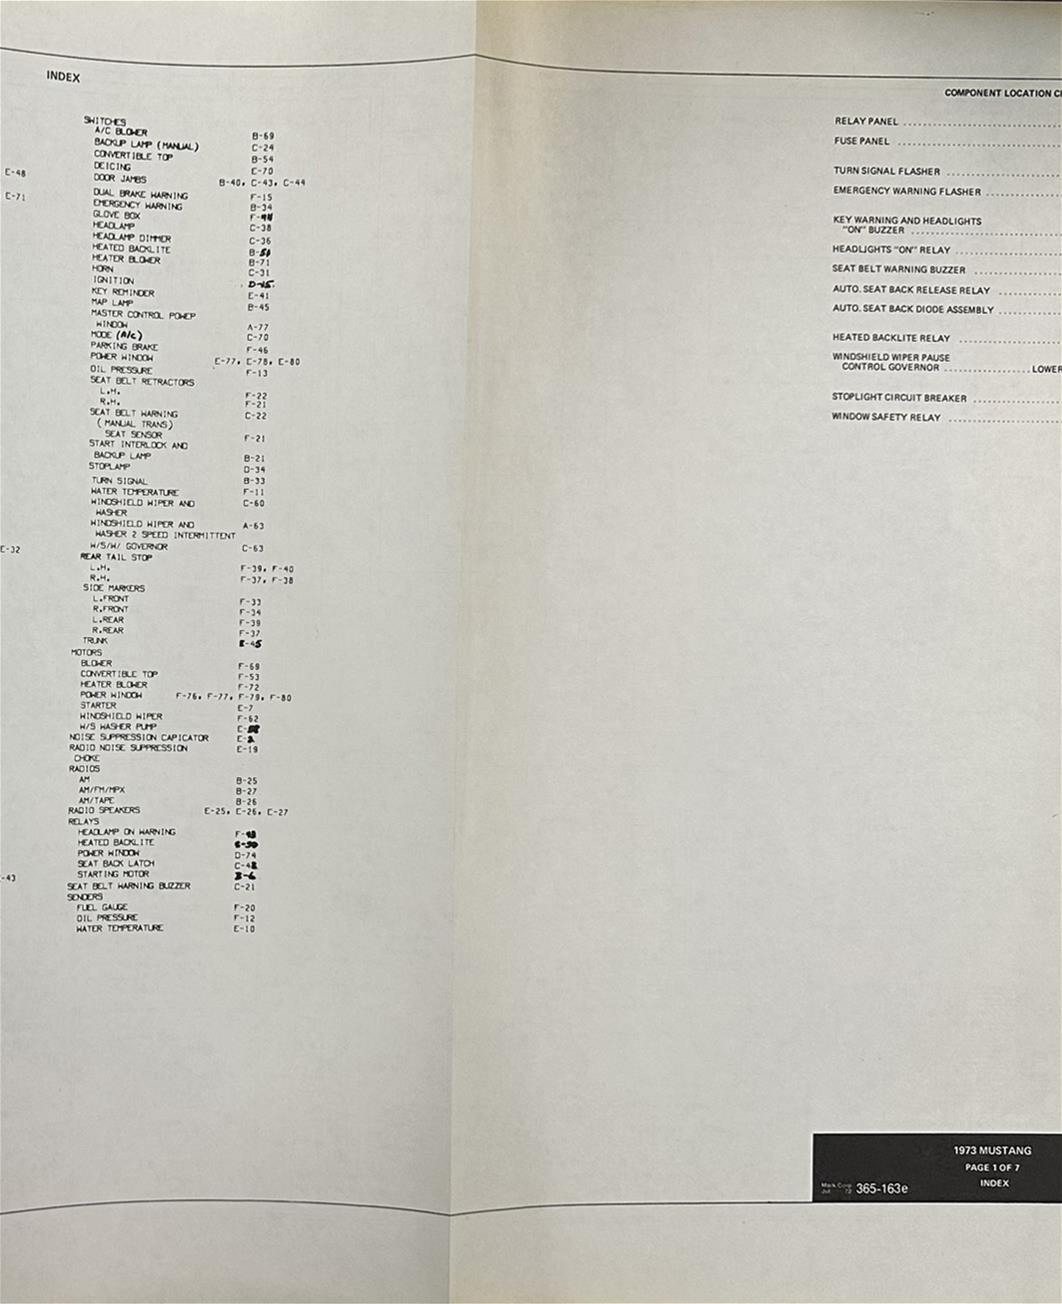 INDEX
E-48
E-71
E-32
-43
SWITCHES
A/C BLOWER B-69
BACKUP LAMP (MANUAL) C-24
CONVERTIBLE TOP B-54
DEICING C-70
DOOR JAMBS B-40, C-43, C-44
DUAL BRAKE WARNING F-15
EMERGENCY WARNING B-34
GLOVE BOX
HEADLAMP C-38
HEADLAMP DIMMER C-36
HEATED BACKLITE
HEATER BLOWER B-71
HORN C-31
IGNITION D-15
KEY REMINDER E-41
MAP LAMP B-45
MASTER CONTROL POWER
WINDOW A-77
MODE (A/C) C-70
PARKING BRAKE F-46
POWER WINDOW E-77, E-78, E-80
OIL PRESSURE F-13
SEAT BELT RETRACTORS
L.H. F-22
R.H. F-21
SEAT BELT WARNING C-22
(MANUAL TRANS)
SEAT SENSOR F-21
START INTERLOCK AND
BACKUP LAMP B-21
STOPLAMP D-34
TURN SIGNAL B-33
WATER TEMPERATURE F-11
WINDSHIELD WIPER AND C-60
WASHER
WINDSHIELD WIPER AND A-63
WASHER 2 SPEED INTERMITTENT
W/S/W/ GOVERNOR C-63
REAR TAIL STOP
L.H. F-39, F-40
R.H. F-37, F-38
SIDE MARKERS
L.FRONT F-33
R.FRONT F-34
L.REAR F-39
R.REAR F-37
TRUNK
MOTORS
BLOWER F-69
CONVERTIBLE TOP F-53
HEATER BLOWER F-72
POWER WINDOW F-76, F-77, F-79, F-80
STARTER E-7
WINDSHIELD WIPER F-62
W/S WASHER PUMP
NOISE SUPPRESSION CAPICATOR
RADIO NOISE SUPPRESSION E-19
CHOKE
RADIOS
AM B-25
AM/FM/MPX B-27
AM/TAPE B-26
RADIO SPEAKERS E-25, E-26, E-27
RELAYS
HEADLAMP ON WARNING
HEATED BACKLITE
POWER WINDOW D-74
SEAT BACK LATCH
STARTING MOTOR B-6
SEAT BELT WARNING BUZZER C-21
SENDERS
FUEL GAUGE F-20
OIL PRESSURE F-12
WATER TEMPERATURE E-10
COMPONENT LOCATION
RELAY PANEL
FUSE PANEL
TURN SIGNAL FLASHER
EMERGENCY WARNING FLASHER
KEY WARNING AND HEADLIGHTS
"ON" BUZZER
HEADLIGHTS "ON" RELAY
SEAT BELT WARNING BUZZER
AUTO. SEAT BACK RELEASE RELAY
AUTO. SEAT BACK DIODE ASSEMBLY
HEATED BACKLITE RELAY
WINDSHIELD WIPER PAUSE
CONTROL GOVERNOR LOWER
STOPLIGHT CIRCUIT BREAKER
WINDOW SAFETY RELAY
1973 MUSTANG
PAGE 1 OF 7
INDEX
365-163e